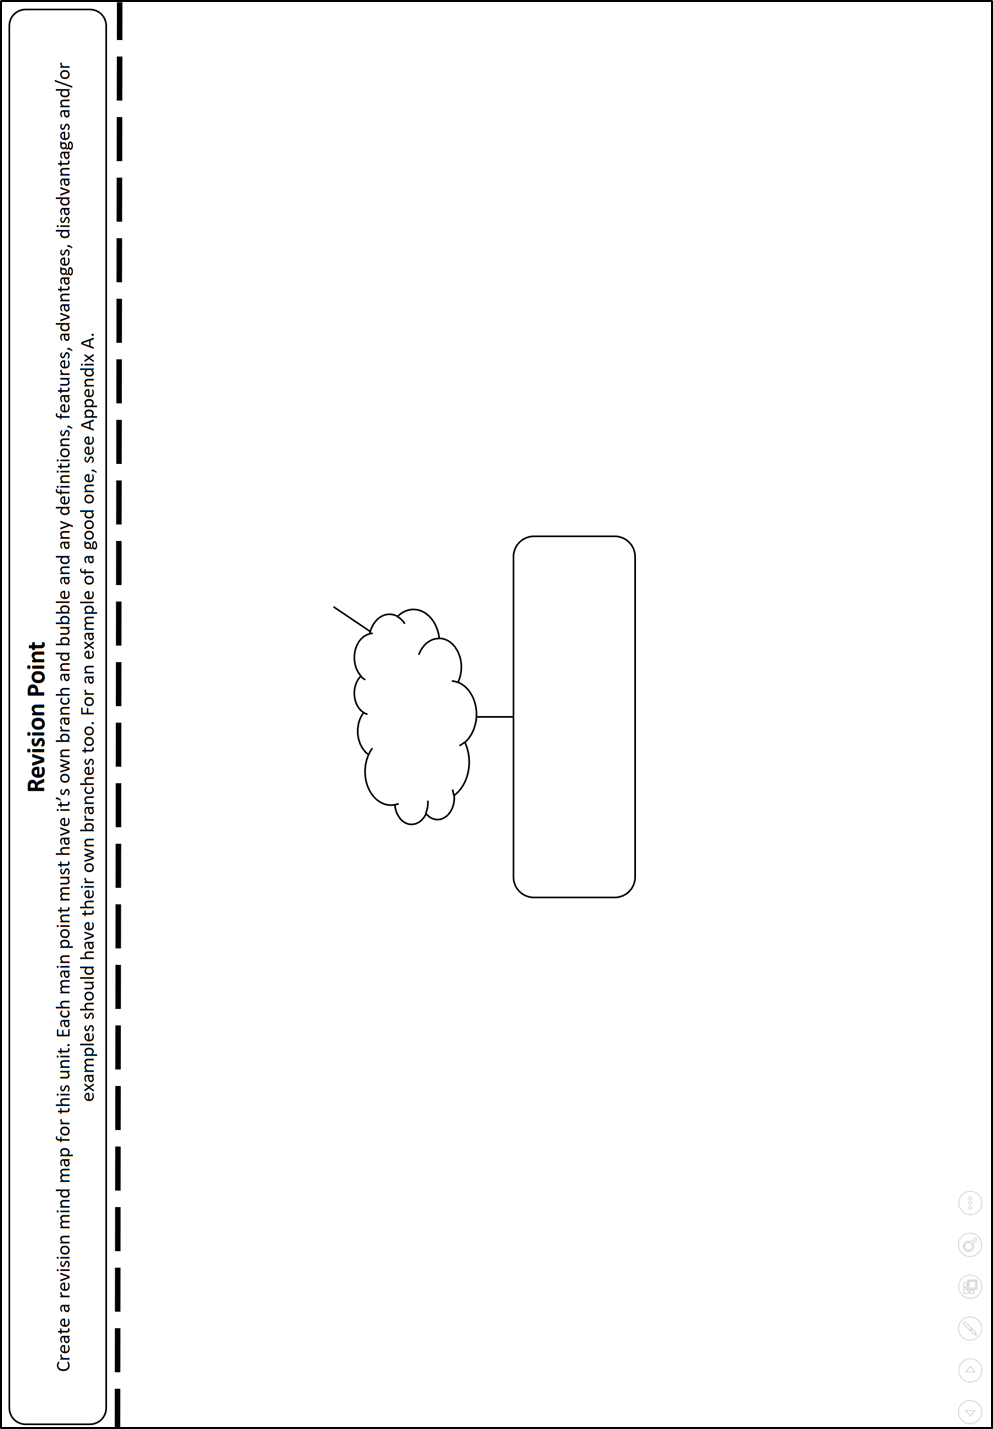 Revision Point
Create a revision mind map for this unit. Each main point must have it’s own branch and bubble and any definitions, features, advantages, disadvantages and/or
examples should have their own branches too. For an example of a good one, see Appendix A.